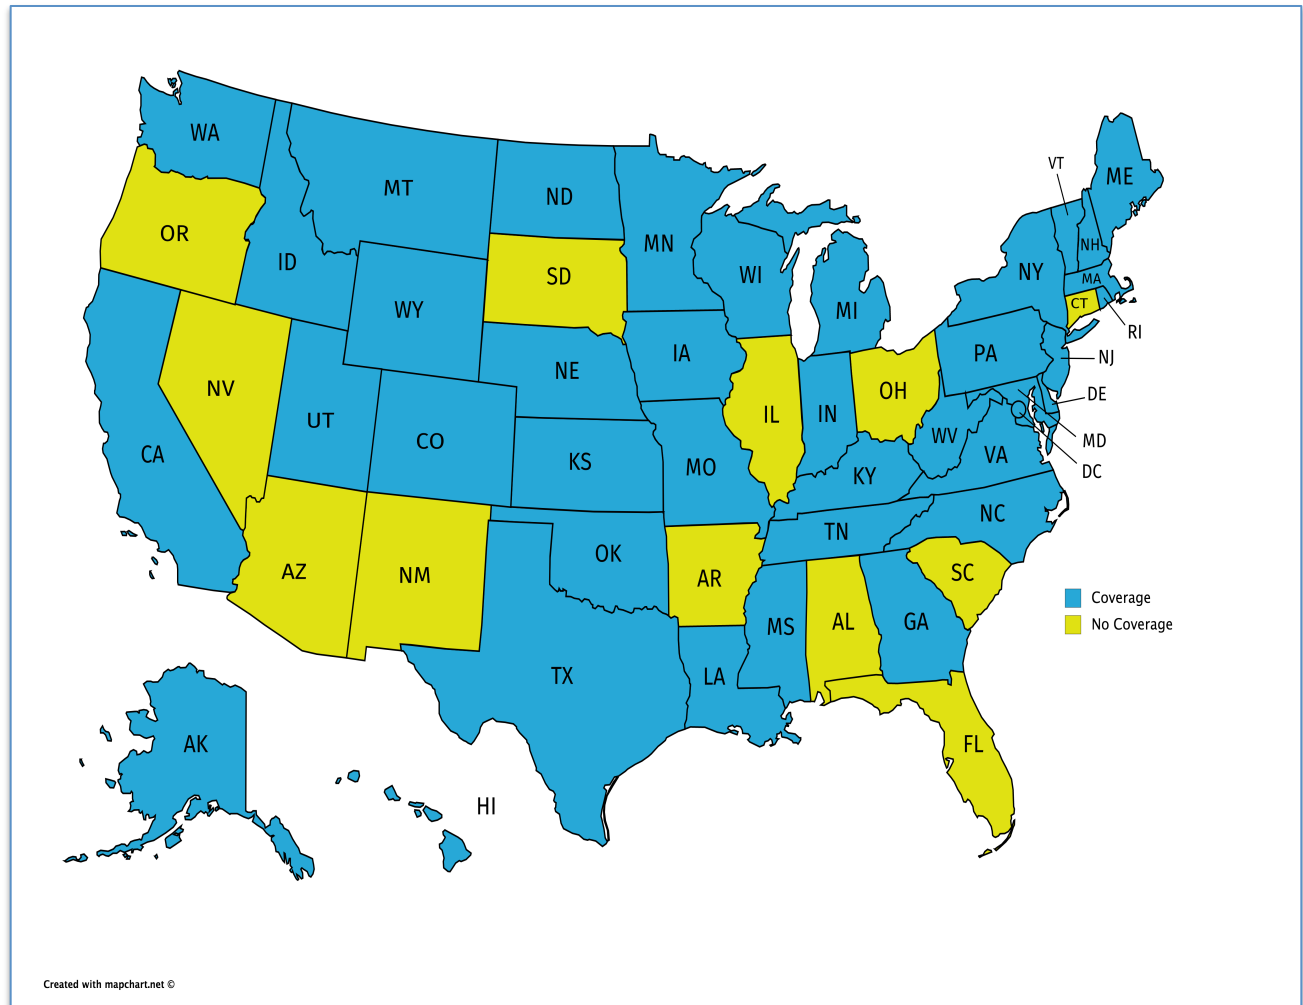 WA
VT
ME
MT
ND
OR
MN
NH
ID
SD
WI
NY
MA
WY
CT
MI
RI
IA
PA
NJ
NE
NV
OH
DE
IL
IN
UT
CO
WV
MD
CA
KS
MO
KY
VA
DC
NC
TN
OK
AZ
NM
AR
SC
Coverage
MS
AL
GA
No Coverage
TX
LA
AK
FL
HI
Created with mapchart.net ©